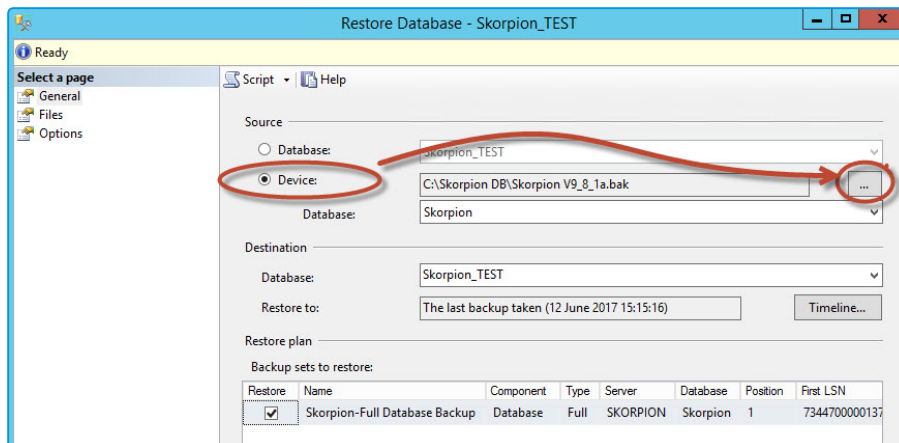 Restore Database - Skorpion_TEST
Ready
Select a page
General
Files
Options
Script Help
Source
Database: Skorpion_TEST
Device: C:\Skorpion DB\Skorpion V9_8_1a.bak ...
Database: Skorpion
Destination
Database: Skorpion_TEST
Restore to: The last backup taken (12 June 2017 15:15:16) Timeline...
Restore plan
Backup sets to restore:
Restore Name Component Type Server Database Position First LSN
Skorpion-Full Database Backup Database Full SKORPION Skorpion 1 7344700000137